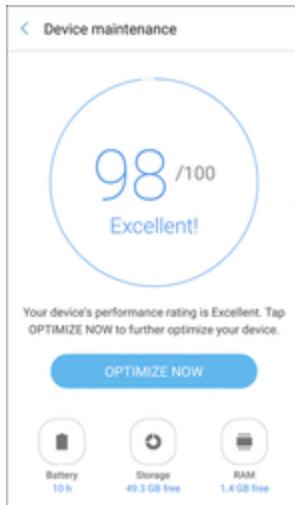 Device maintenance
98 /100
Excellent!
Your device's performance rating is Excellent. Tap
OPTIMIZE NOW to further optimize your device.
OPTIMIZE NOW
Battery Storage RAM
10 h 49.3 GB free 1.4 GB free